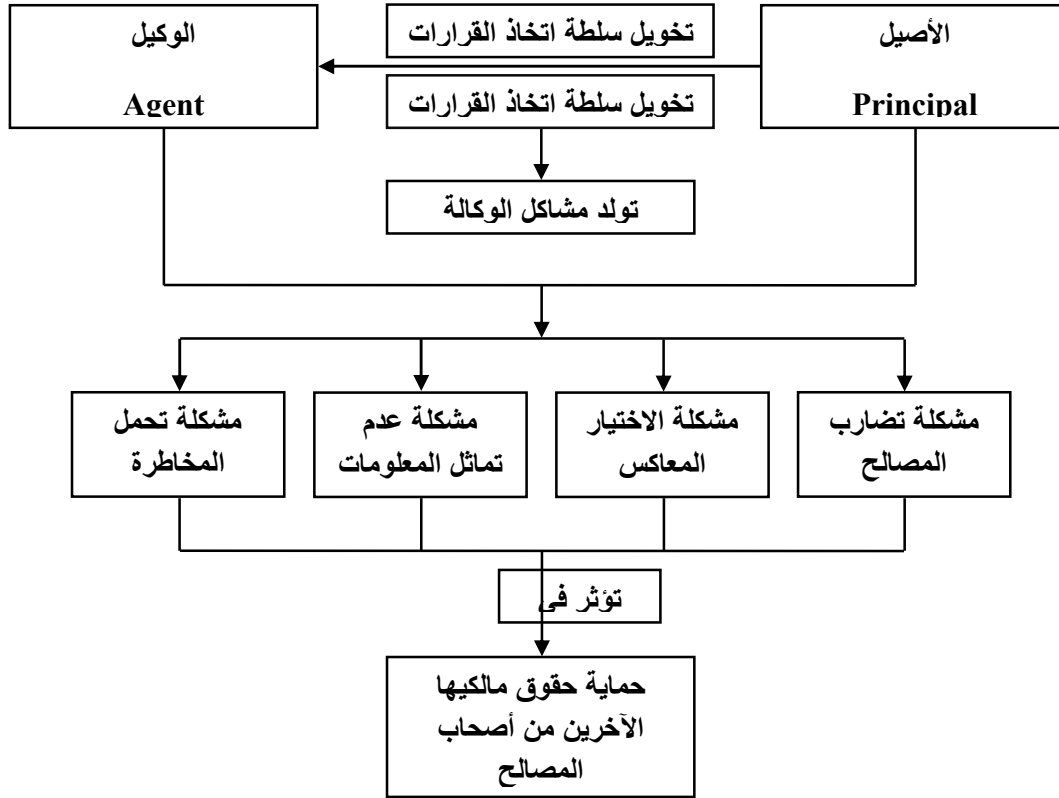 الأصيل
Principal
تخويل سلطة اتخاذ القرارات
تخويل سلطة اتخاذ القرارات
الوكيل
Agent
تولد مشاكل الوكالة
مشكلة تضارب
المصالح
مشكلة الاختيار
المعاكس
مشكلة عدم
تماثل المعلومات
مشكلة تحمل
المخاطرة
تؤثر في
حماية حقوق مالكيها
الآخرين من أصحاب
المصالح